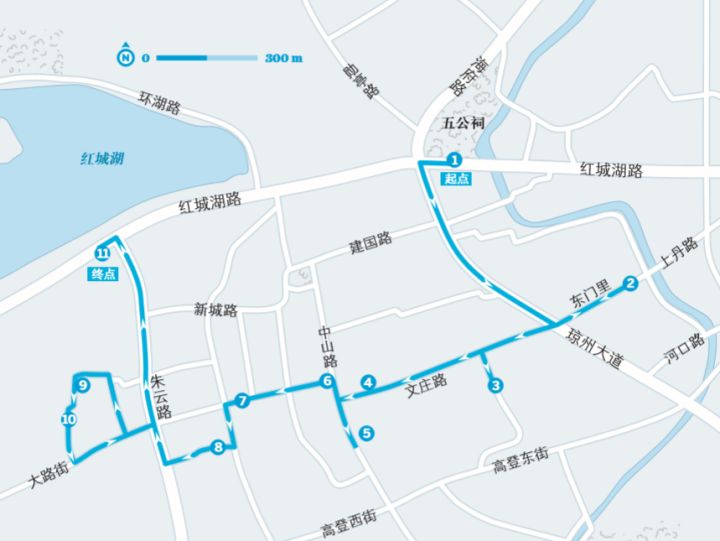 N 0 300 m
海府路
勋亭路
环湖路
五公祠
红城湖
1
起点
红城湖路
红城湖路
建国路
上丹路
11
终点
2
东门里
新城路
中山路
琼州大道
河口路
6
4
9
朱云路
文庄路
3
7
10
5
8
大路街
高登东街
高登西街